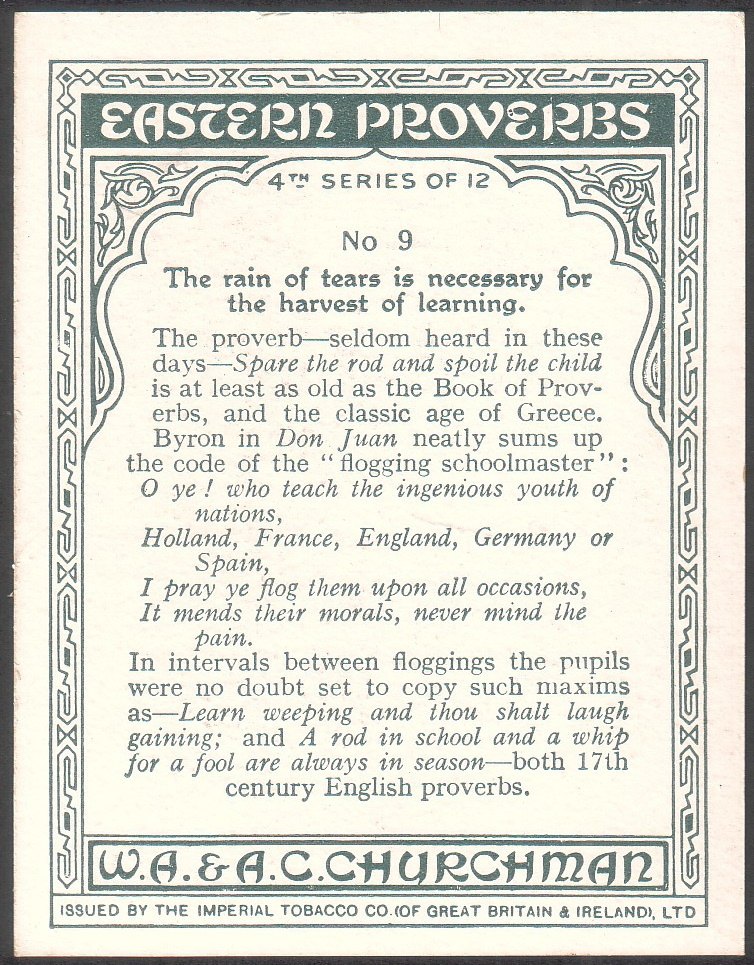 EASTERN PROVERBS
4TH SERIES OF 12
No 9
The rain of tears is necessary for
the harvest of learning.
The proverb—seldom heard in these
days—Spare the rod and spoil the child
is at least as old as the Book of Prov-
erbs, and the classic age of Greece.
Byron in Don Juan neatly sums up
the code of the "flogging schoolmaster":
O ye! who teach the ingenious youth of
nations,
Holland, France, England, Germany or
Spain,
I pray ye flog them upon all occasions,
It mends their morals, never mind the
pain.
In intervals between floggings the pupils
were no doubt set to copy such maxims
as—Learn weeping and thou shalt laugh
gaining; and A rod in school and a whip
for a fool are always in season—both 17th
century English proverbs.
W.A. & A.C. CHURCHMAN
ISSUED BY THE IMPERIAL TOBACCO CO. (OF GREAT BRITAIN & IRELAND), LTD